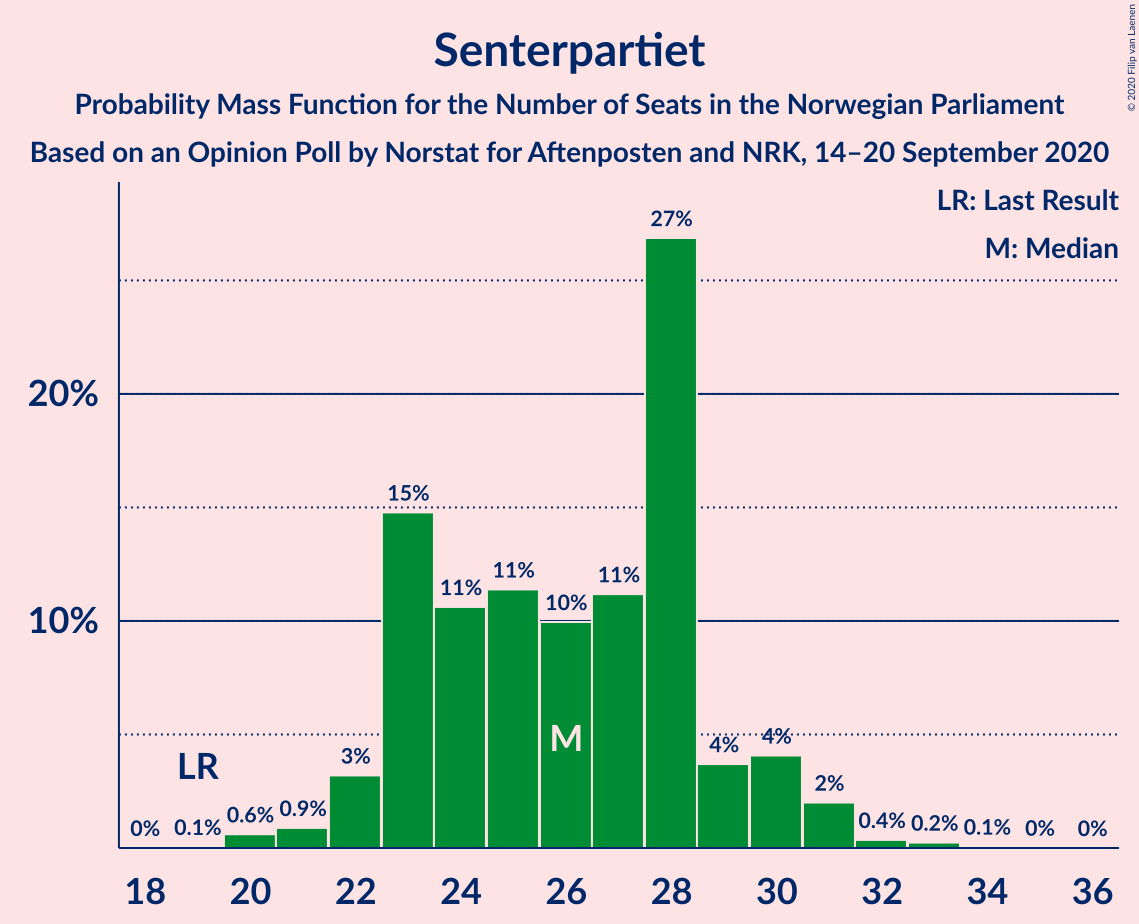 Senterpartiet
Probability Mass Function for the Number of Seats in the Norwegian Parliament
Based on an Opinion Poll by Norstat for Aftenposten and NRK, 14–20 September 2020
© 2020 Filip van Laenen
LR: Last Result
M: Median
27%
20%
15%
11%
11%
10%
11%
10%
M
4%
4%
LR
3%
2%
0%
0.1%
0.6%
0.9%
0.4%
0.2%
0.1%
0%
0%
18 20 22 24 26 28 30 32 34 36